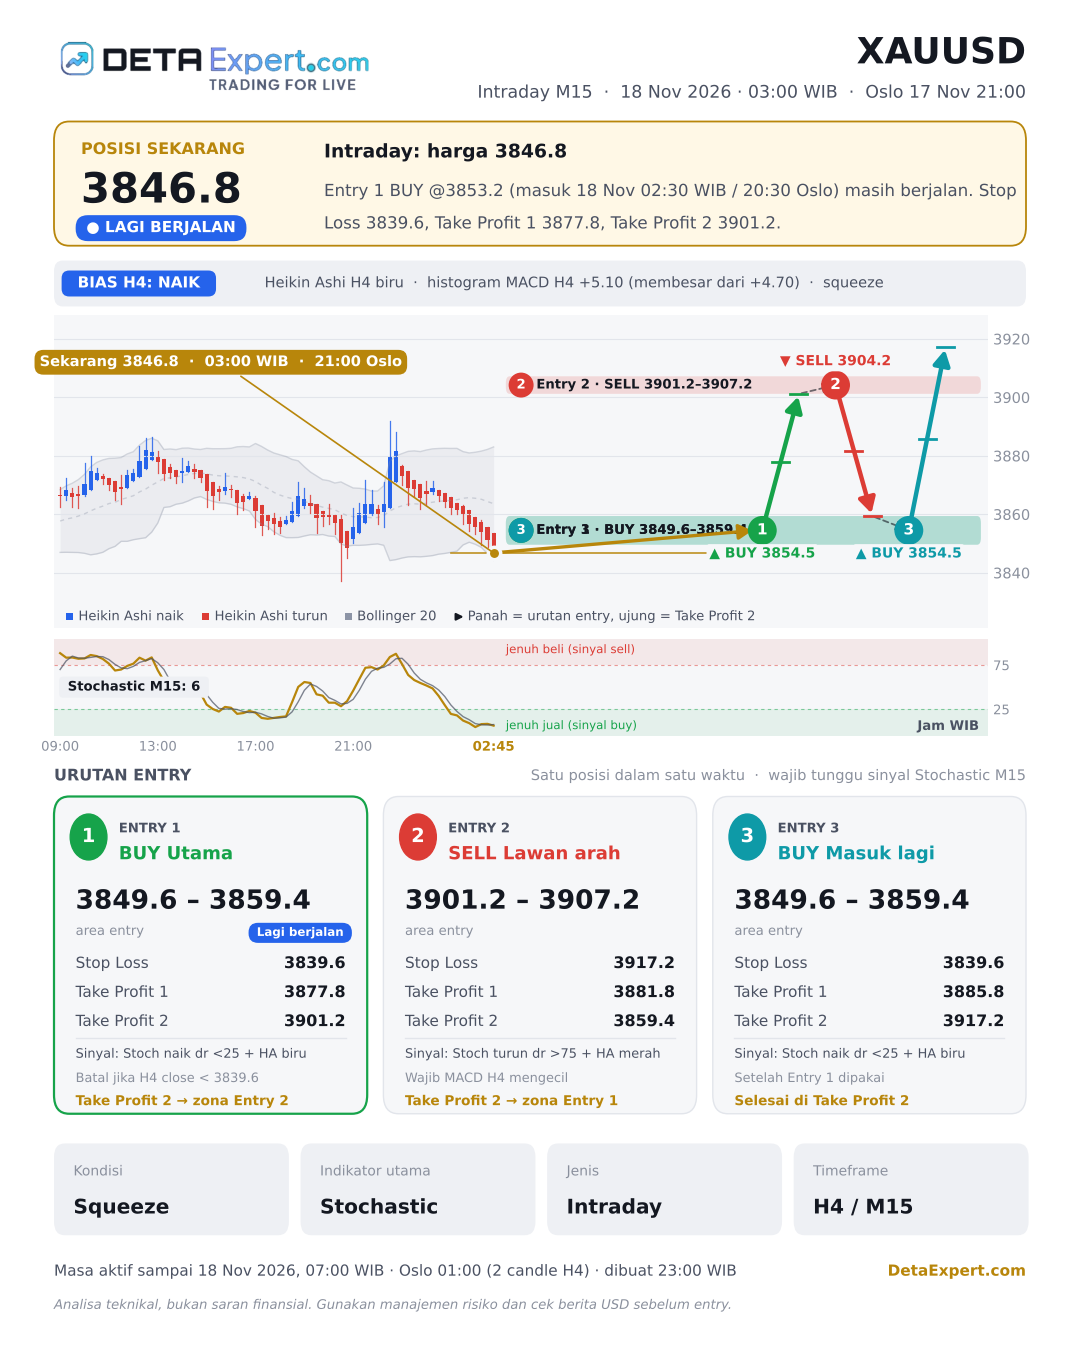 DETA Expert.com
TRADING FOR LIVE
XAUUSD
Intraday M15 · 18 Nov 2026 · 03:00 WIB · Oslo 17 Nov 21:00
POSISI SEKARANG
3846.8
● LAGI BERJALAN
Intraday: harga 3846.8
Entry 1 BUY @3853.2 (masuk 18 Nov 02:30 WIB / 20:30 Oslo) masih berjalan. Stop
Loss 3839.6, Take Profit 1 3877.8, Take Profit 2 3901.2.
BIAS H4: NAIK
Heikin Ashi H4 biru · histogram MACD H4 +5.10 (membesar dari +4.70) · squeeze
Sekarang 3846.8 · 03:00 WIB · 21:00 Oslo
3920
3900
3880
3860
3840
▼ SELL 3904.2
2 Entry 2 · SELL 3901.2–3907.2
2
3 Entry 3 · BUY 3849.6–3859.4
1
3
▲ BUY 3854.5
▲ BUY 3854.5
Heikin Ashi naik
Heikin Ashi turun
Bollinger 20
Panah = urutan entry, ujung = Take Profit 2
jenuh beli (sinyal sell)
75
Stochastic M15: 6
25
jenuh jual (sinyal buy)
Jam WIB
09:00 13:00 17:00 21:00 02:45
URUTAN ENTRY
Satu posisi dalam satu waktu · wajib tunggu sinyal Stochastic M15
1
ENTRY 1
BUY Utama
3849.6 – 3859.4
area entry
Lagi berjalan
Stop Loss 3839.6
Take Profit 1 3877.8
Take Profit 2 3901.2
Sinyal: Stoch naik dr <25 + HA biru
Batal jika H4 close < 3839.6
Take Profit 2 → zona Entry 2
2
ENTRY 2
SELL Lawan arah
3901.2 – 3907.2
area entry
Stop Loss 3917.2
Take Profit 1 3881.8
Take Profit 2 3859.4
Sinyal: Stoch turun dr >75 + HA merah
Wajib MACD H4 mengecil
Take Profit 2 → zona Entry 1
3
ENTRY 3
BUY Masuk lagi
3849.6 – 3859.4
area entry
Stop Loss 3839.6
Take Profit 1 3885.8
Take Profit 2 3917.2
Sinyal: Stoch naik dr <25 + HA biru
Setelah Entry 1 dipakai
Selesai di Take Profit 2
Kondisi
Squeeze
Indikator utama
Stochastic
Jenis
Intraday
Timeframe
H4 / M15
Masa aktif sampai 18 Nov 2026, 07:00 WIB · Oslo 01:00 (2 candle H4) · dibuat 23:00 WIB
DetaExpert.com
Analisa teknikal, bukan saran finansial. Gunakan manajemen risiko dan cek berita USD sebelum entry.